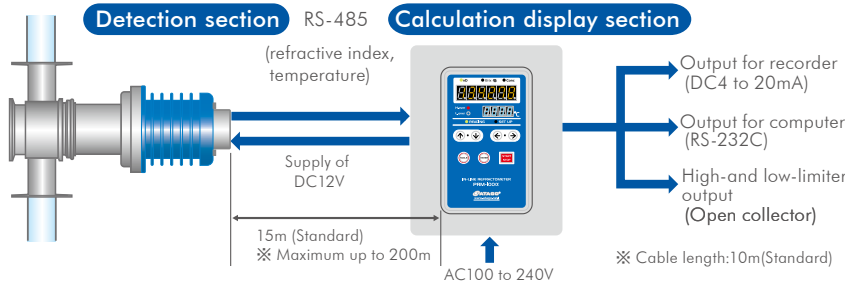 Detection section
RS-485
Calculation display section
(refractive index,
temperature)
Supply of
DC12V
15m (Standard)
※ Maximum up to 200m
IN-LINE REFRACTOMETER
ATAGO
AC100 to 240V
Output for recorder
(DC4 to 20mA)
Output for computer
(RS-232C)
High-and low-limiter
output
(Open collector)
※ Cable length:10m(Standard)